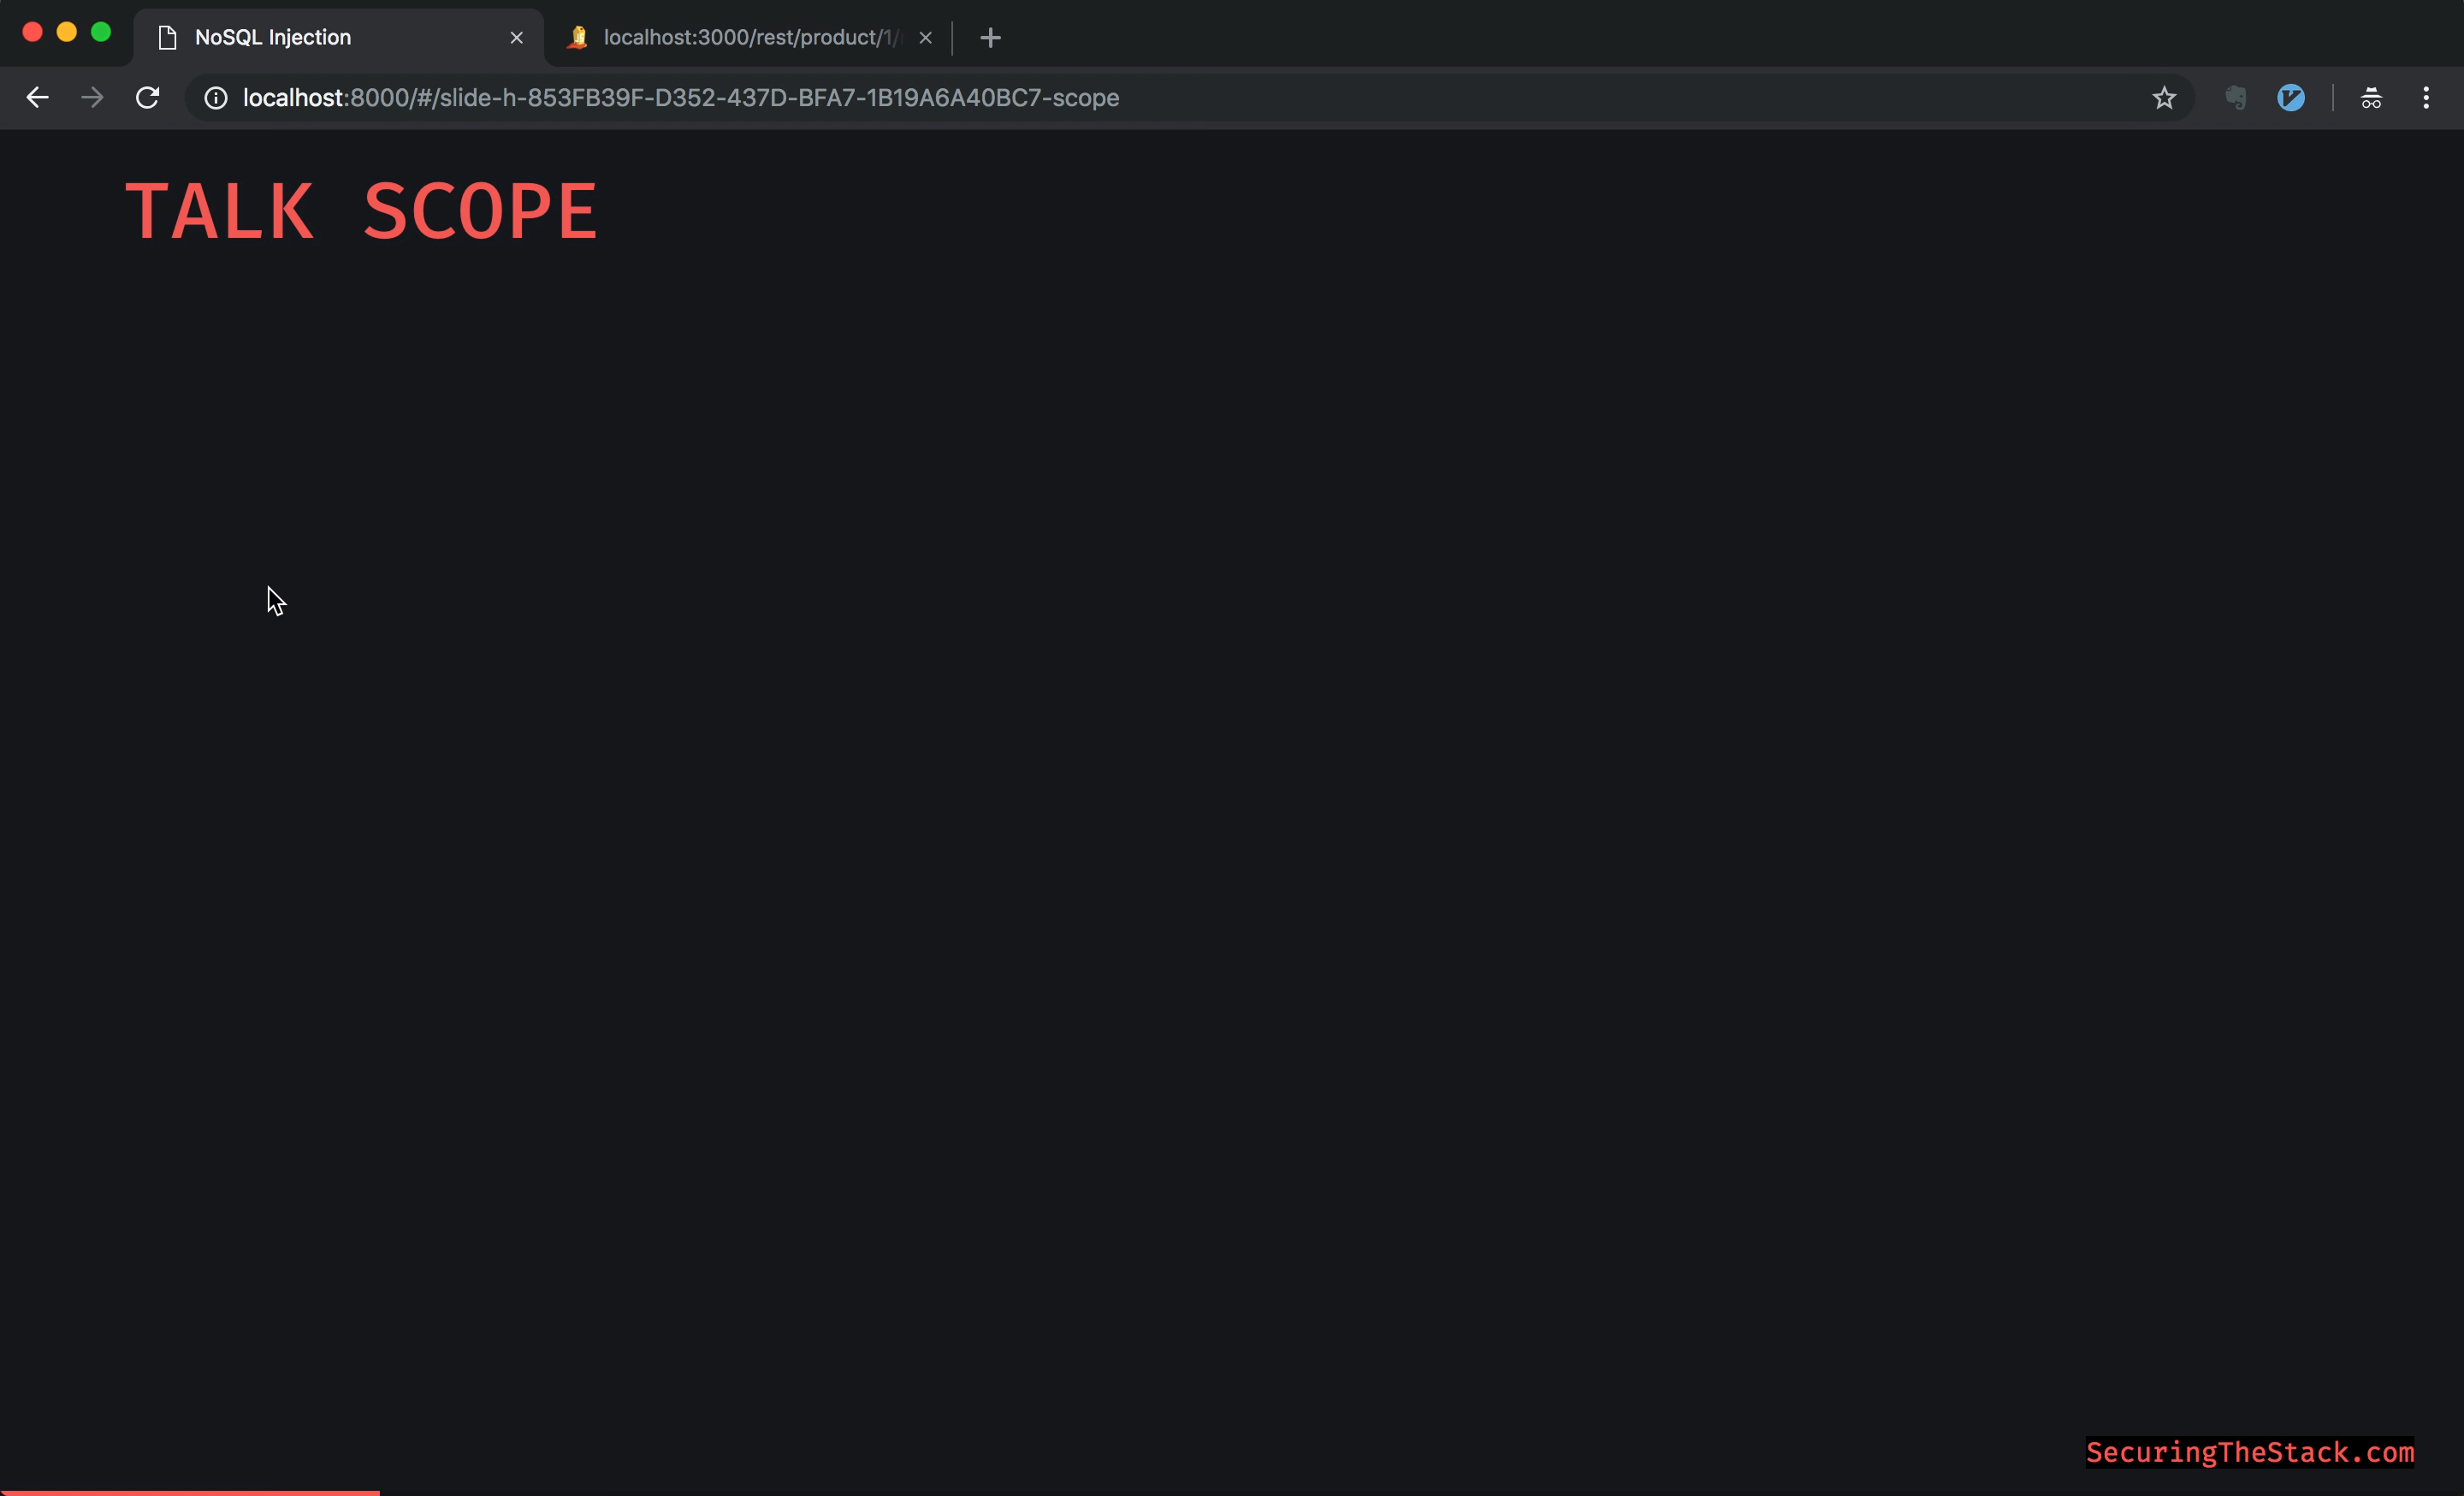 NoSQL Injection
localhost:3000/rest/product/1/
localhost:8000/#/slide-h-853FB39F-D352-437D-BFA7-1B19A6A40BC7-scope
TALK SCOPE
SecuringTheStack.com